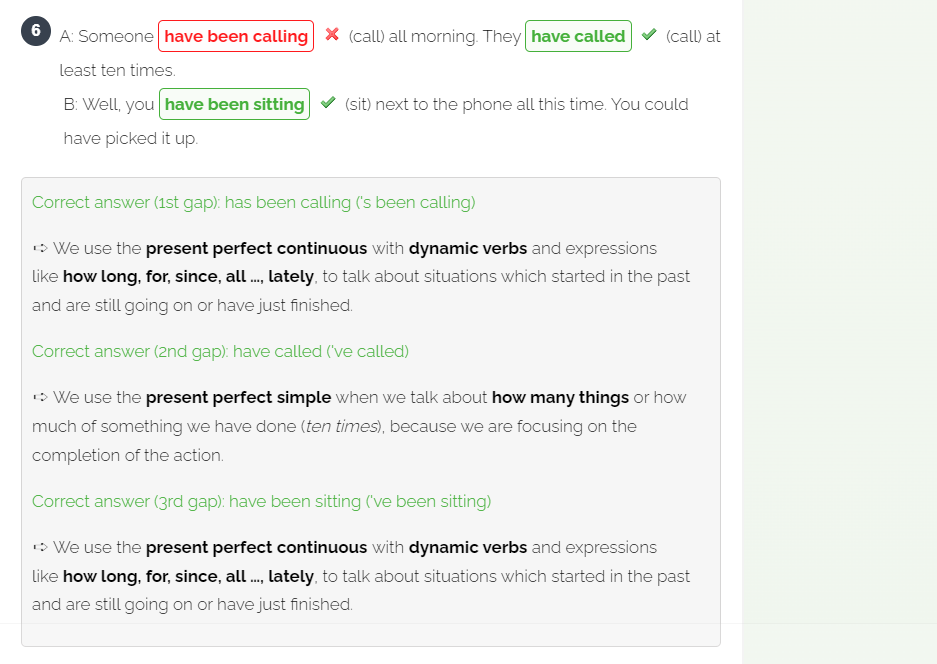 6 A: Someone have been calling (call) all morning. They have called (call) at
least ten times.
B: Well, you have been sitting (sit) next to the phone all this time. You could
have picked it up.
Correct answer (1st gap): has been calling ('s been calling)
➪ We use the present perfect continuous with dynamic verbs and expressions
like how long, for, since, all …, lately, to talk about situations which started in the past
and are still going on or have just finished.
Correct answer (2nd gap): have called ('ve called)
➪ We use the present perfect simple when we talk about how many things or how
much of something we have done (ten times), because we are focusing on the
completion of the action.
Correct answer (3rd gap): have been sitting ('ve been sitting)
➪ We use the present perfect continuous with dynamic verbs and expressions
like how long, for, since, all …, lately, to talk about situations which started in the past
and are still going on or have just finished.